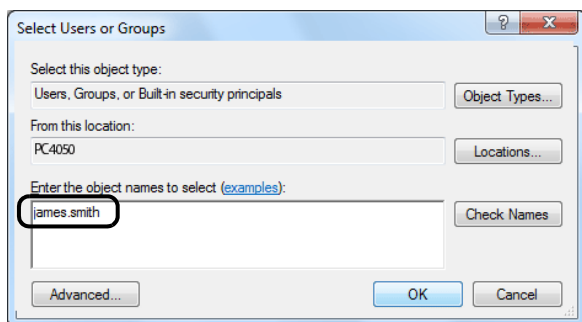 Select Users or Groups
Select this object type:
Users, Groups, or Built-in security principals
Object Types...
From this location:
PC4050
Locations...
Enter the object names to select (examples):
james.smith
Check Names
Advanced...
OK
Cancel